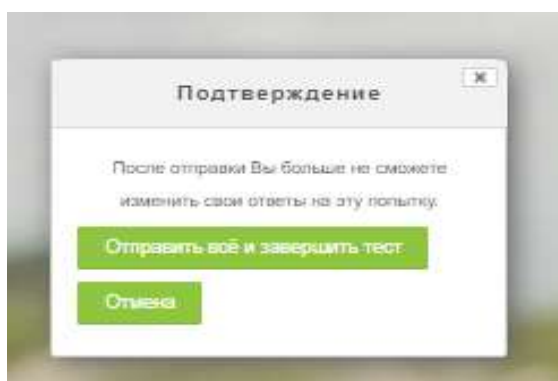 Подтверждение
После отправки Вы больше не сможете
изменить свои ответы на эту попытку.
Отправить всё и завершить тест
Отмена